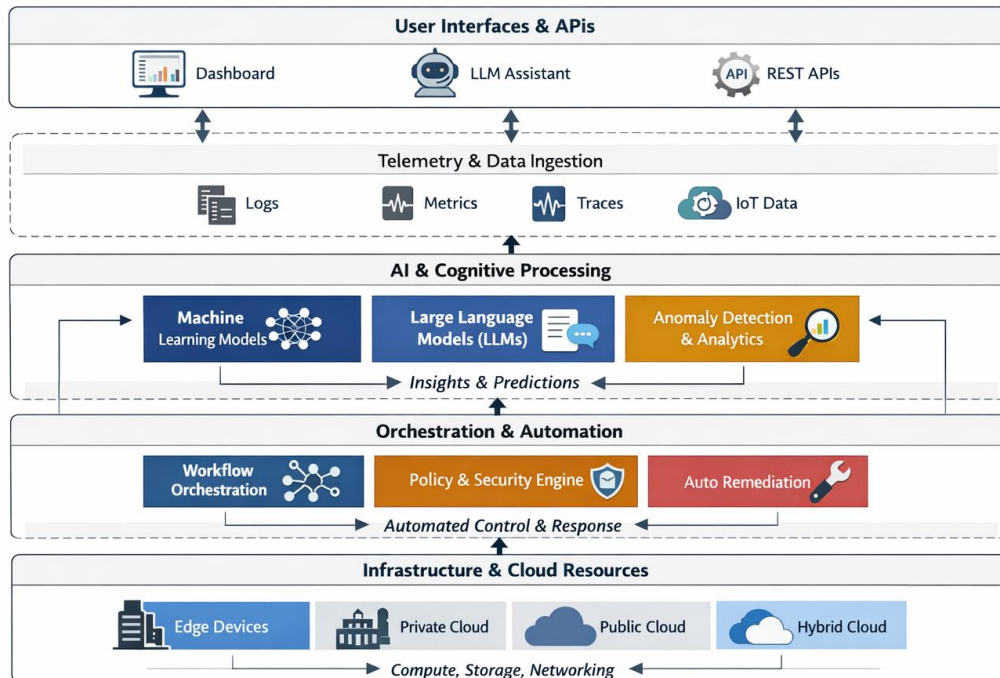 User Interfaces & APIs
Dashboard
LLM Assistant
API
REST APIs
Telemetry & Data Ingestion
Logs
Metrics
Traces
IoT Data
AI & Cognitive Processing
Machine
Learning Models
Large Language
Models (LLMs)
Anomaly Detection
& Analytics
Insights & Predictions
Orchestration & Automation
Workflow
Orchestration
Policy & Security Engine
Auto Remediation
Automated Control & Response
Infrastructure & Cloud Resources
Edge Devices
Private Cloud
Public Cloud
Hybrid Cloud
Compute, Storage, Networking